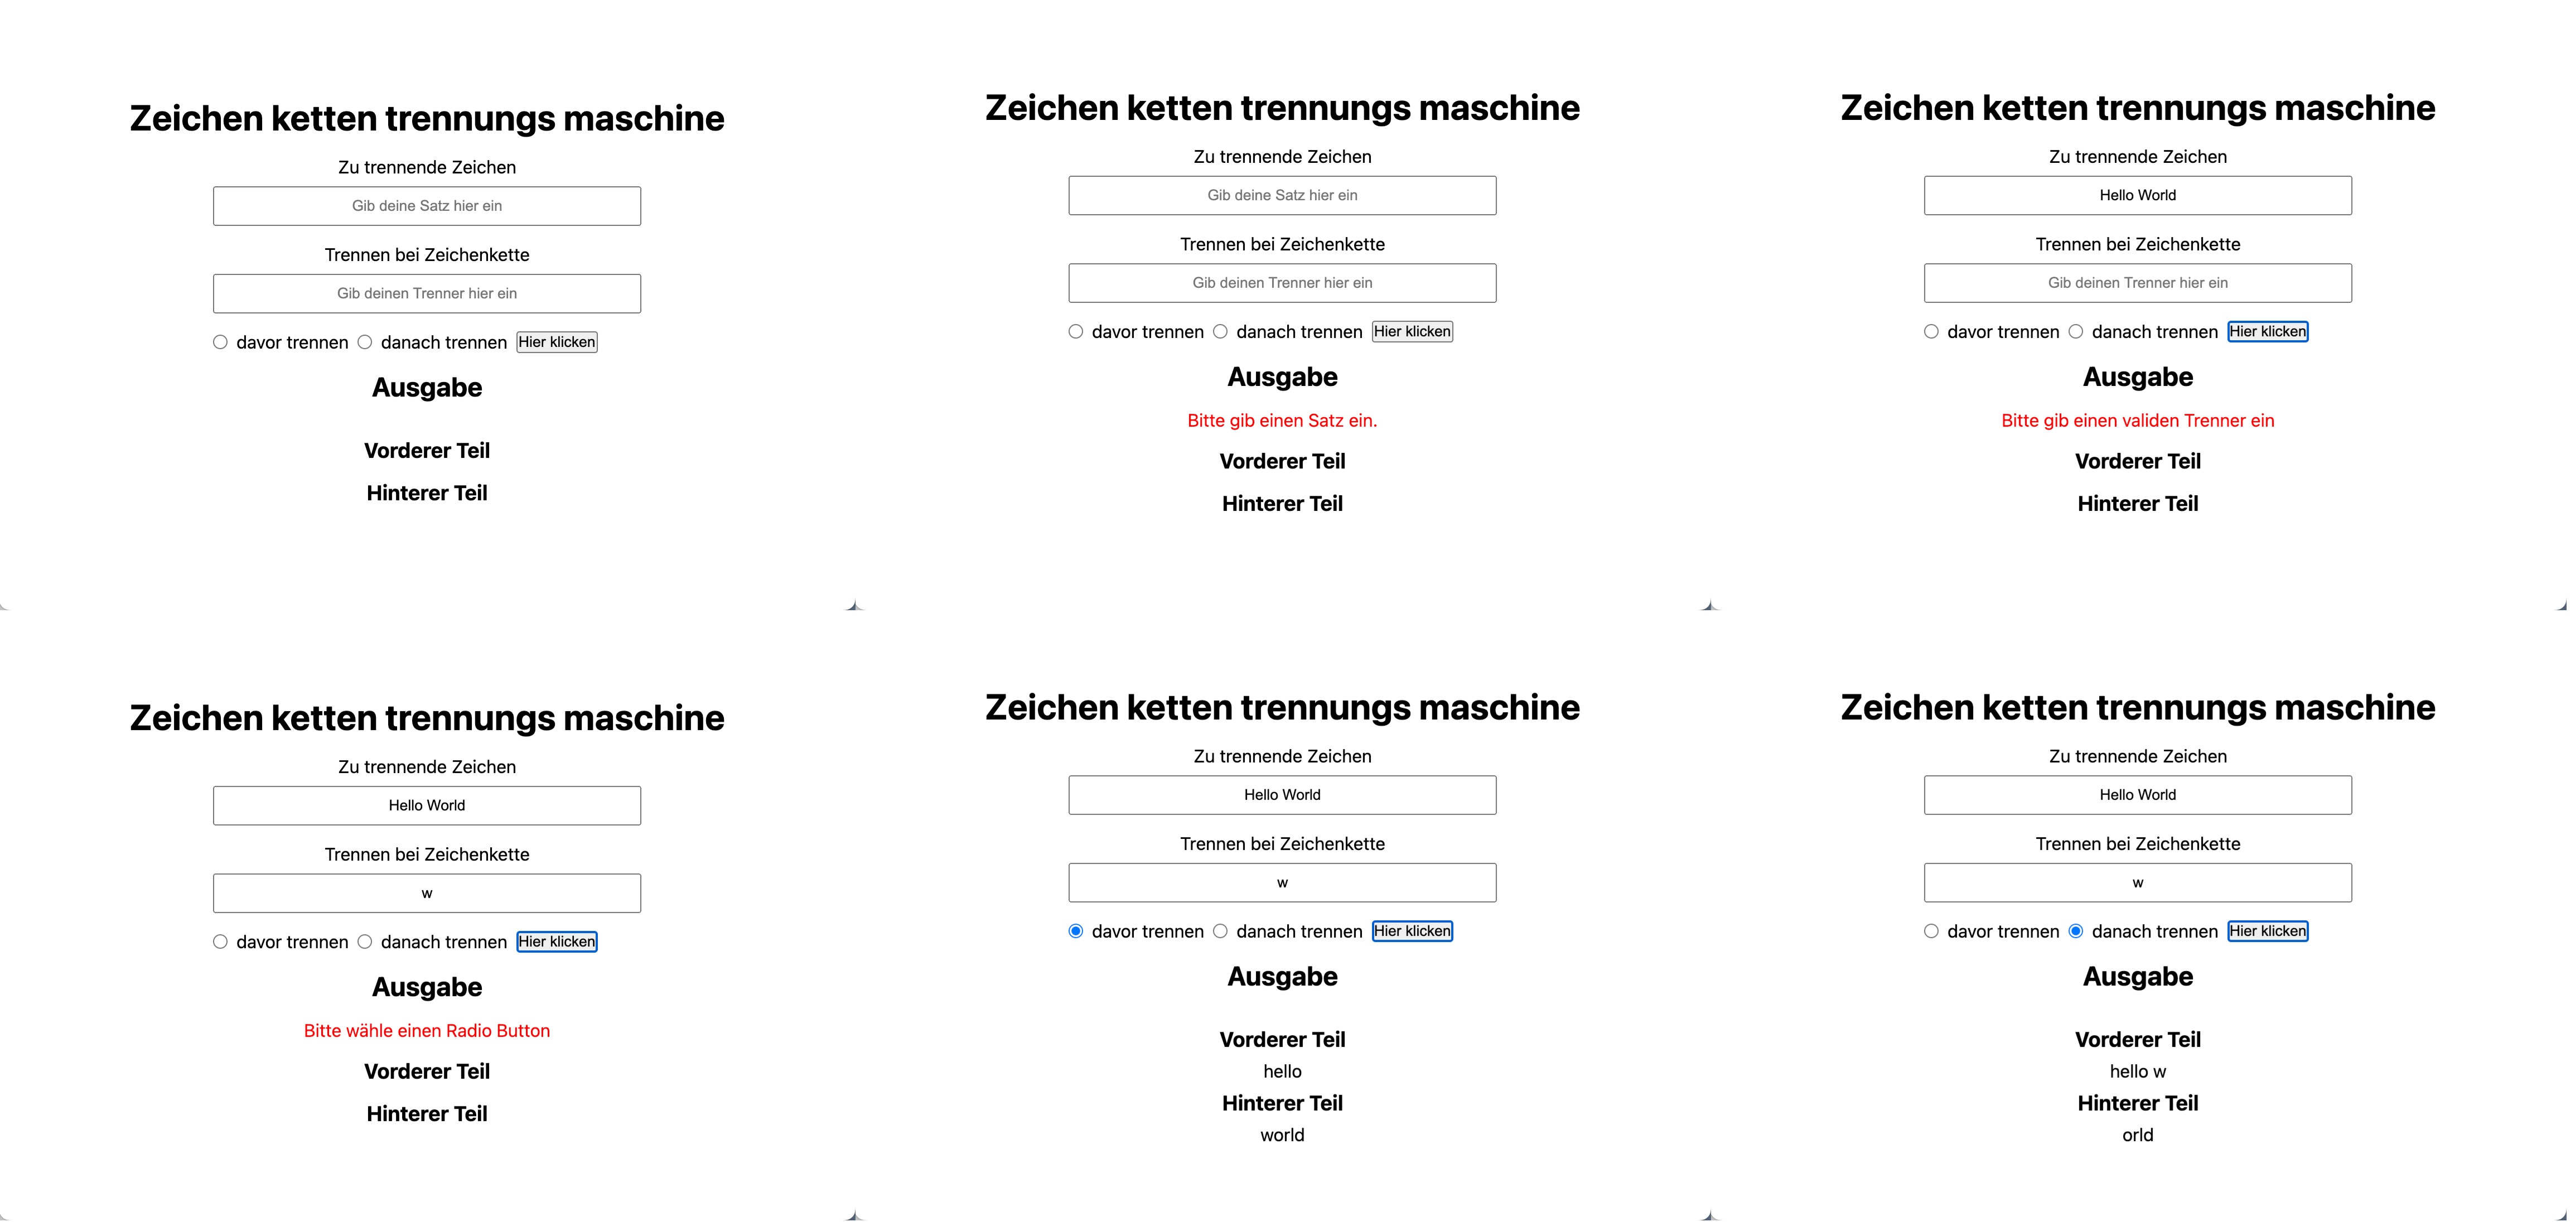 Zeichen ketten trennungs maschine
Zu trennende Zeichen
Gib deine Satz hier ein
Trennen bei Zeichenkette
Gib deinen Trenner hier ein
davor trennen danach trennen Hier klicken
Ausgabe
Vorderer Teil
Hinterer Teil
Zeichen ketten trennungs maschine
Zu trennende Zeichen
Gib deine Satz hier ein
Trennen bei Zeichenkette
Gib deinen Trenner hier ein
davor trennen danach trennen Hier klicken
Ausgabe
Bitte gib einen Satz ein.
Vorderer Teil
Hinterer Teil
Zeichen ketten trennungs maschine
Zu trennende Zeichen
Hello World
Trennen bei Zeichenkette
Gib deinen Trenner hier ein
davor trennen danach trennen Hier klicken
Ausgabe
Bitte gib einen validen Trenner ein
Vorderer Teil
Hinterer Teil
Zeichen ketten trennungs maschine
Zu trennende Zeichen
Hello World
Trennen bei Zeichenkette
w
davor trennen danach trennen Hier klicken
Ausgabe
Bitte wähle einen Radio Button
Vorderer Teil
Hinterer Teil
Zeichen ketten trennungs maschine
Zu trennende Zeichen
Hello World
Trennen bei Zeichenkette
w
davor trennen danach trennen Hier klicken
Ausgabe
Vorderer Teil
hello
Hinterer Teil
world
Zeichen ketten trennungs maschine
Zu trennende Zeichen
Hello World
Trennen bei Zeichenkette
w
davor trennen danach trennen Hier klicken
Ausgabe
Vorderer Teil
hello w
Hinterer Teil
orld